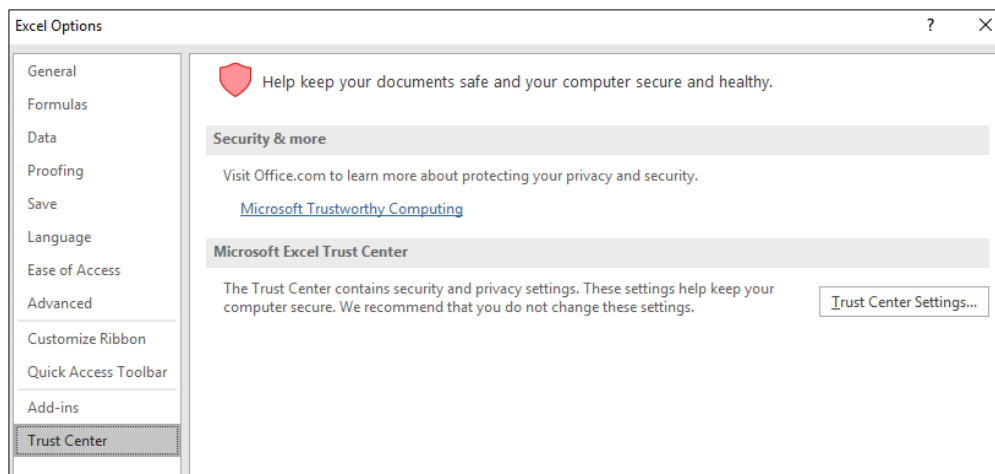 Excel Options
?
General
Formulas
Data
Proofing
Save
Language
Ease of Access
Advanced
Customize Ribbon
Quick Access Toolbar
Add-ins
Trust Center
Help keep your documents safe and your computer secure and healthy.
Security & more
Visit Office.com to learn more about protecting your privacy and security.
Microsoft Trustworthy Computing
Microsoft Excel Trust Center
The Trust Center contains security and privacy settings. These settings help keep your
computer secure. We recommend that you do not change these settings.
Trust Center Settings...